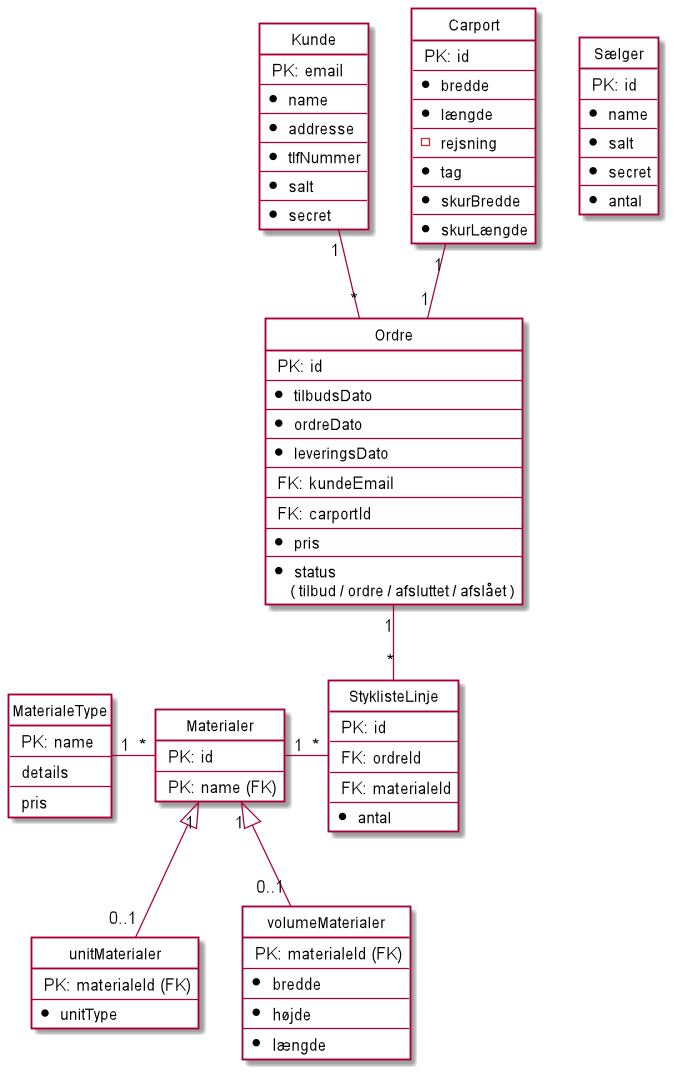 Kunde
PK: email
name
addresse
tlfNummer
salt
secret
Carport
PK: id
bredde
længde
rejsning
tag
skurBredde
skurLængde
Sælger
PK: id
name
salt
secret
antal
1
*
1
1
Ordre
PK: id
tilbudsDato
ordreDato
leveringsDato
FK: kundeEmail
FK: carportId
pris
status
( tilbud / ordre / afsluttet / afslået )
1
*
MaterialeType
PK: name
details
pris
1 *
Materialer
PK: id
PK: name (FK)
1 *
StyklisteLinje
PK: id
FK: ordreId
FK: materialeId
antal
1
0..1
1
0..1
unitMaterialer
PK: materialeId (FK)
unitType
volumeMaterialer
PK: materialeId (FK)
bredde
højde
længde